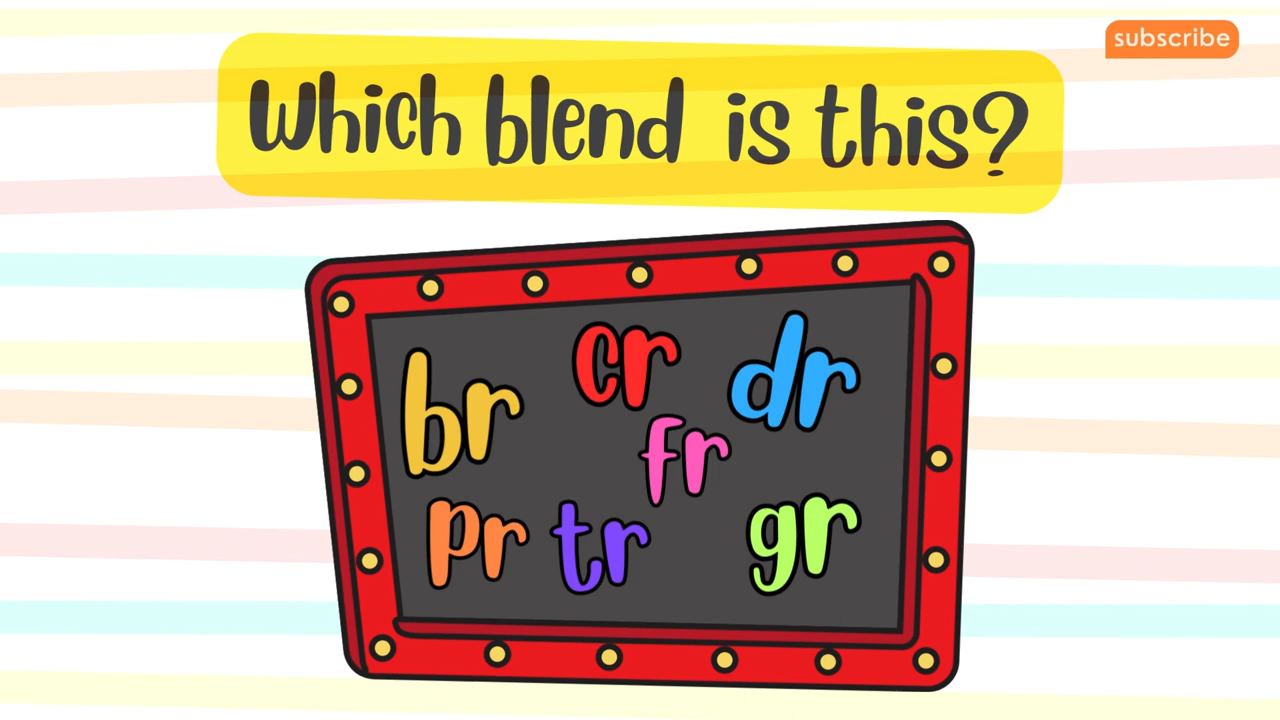 subscribe
Which blend is this?
br cr dr
fr
pr tr gr